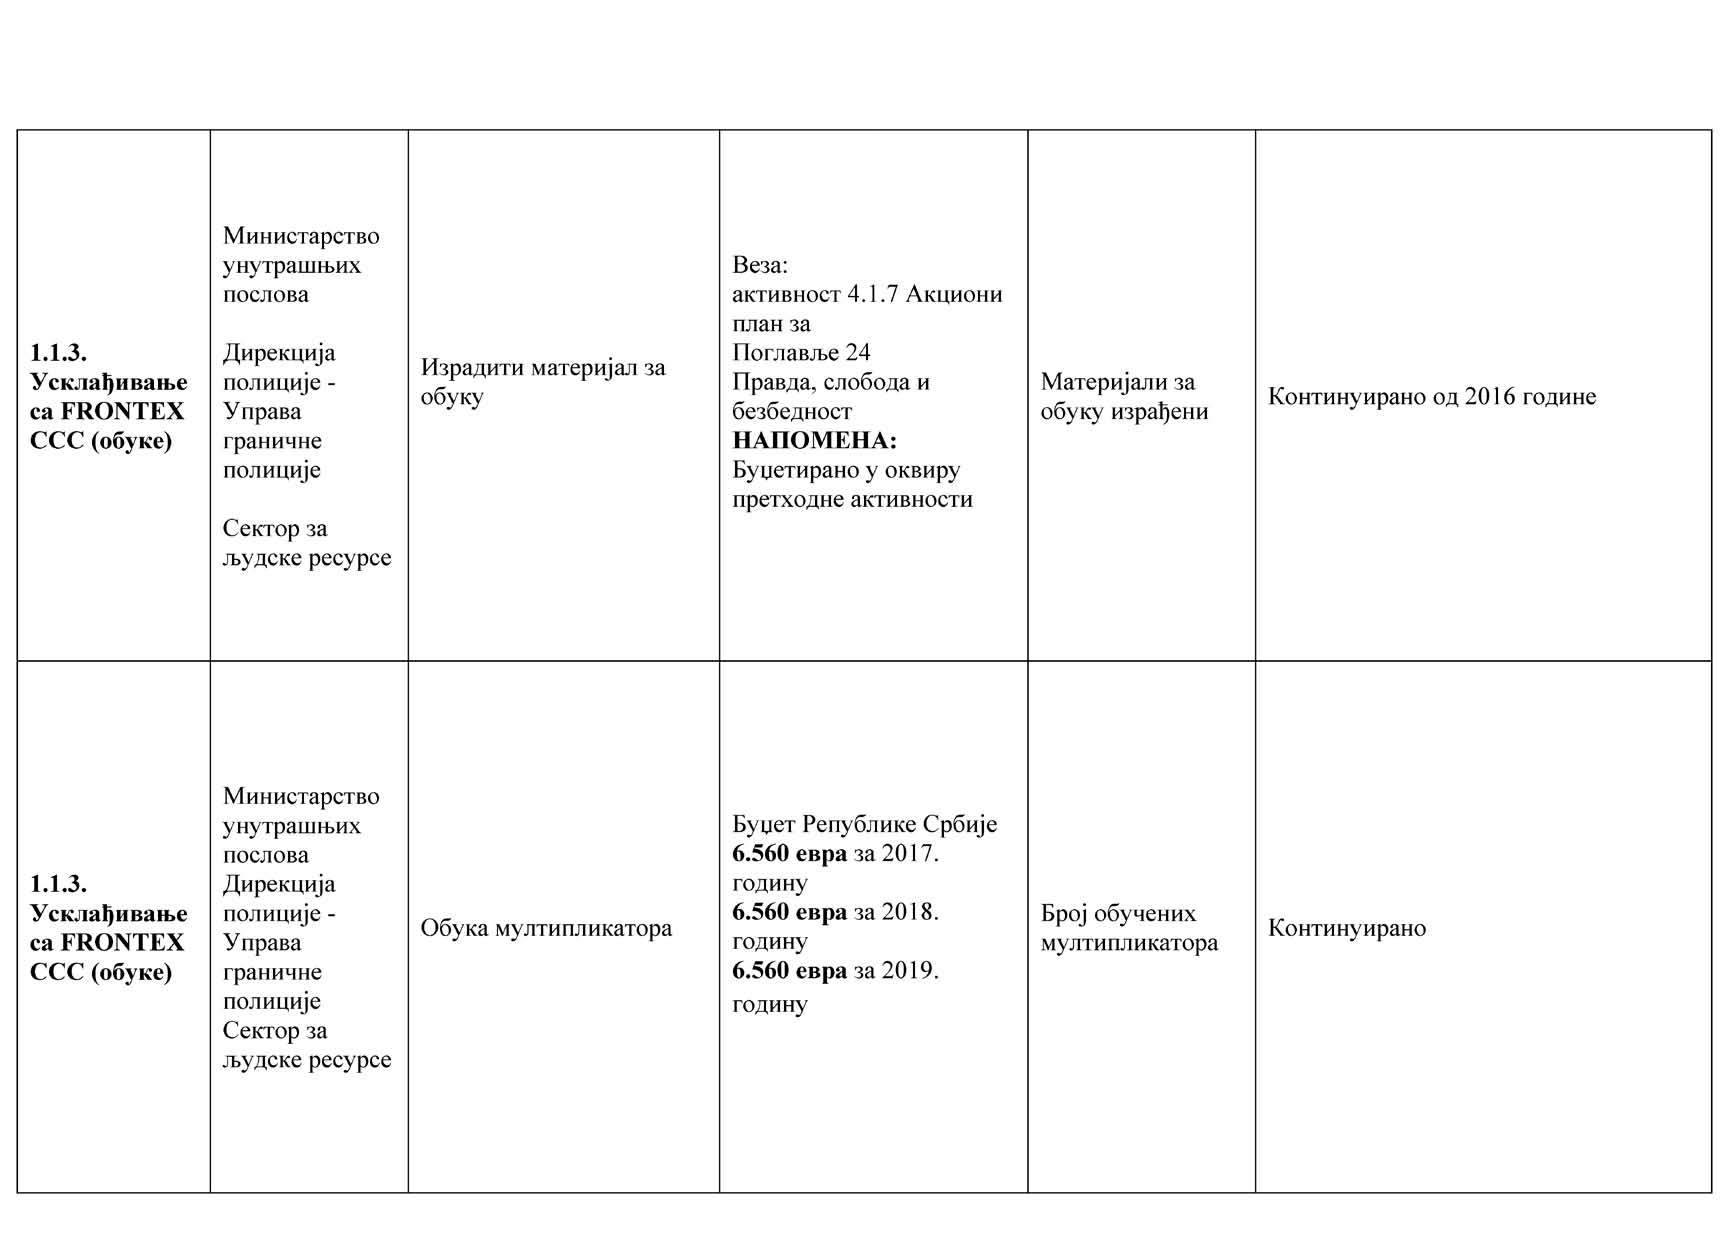 1.1.3.
Усклађивање
са FRONTEX
CCC (обуке)
Министарство
унутрашњих
послова
Дирекција
полиције -
Управа
граничне
полиције
Сектор за
људске ресурсе
Израдити материјал за
обуку
Веза:
активност 4.1.7 Акциони
план за
Поглавље 24
Правда, слобода и
безбедност
НАПОМЕНА:
Буџетирано у оквиру
претходне активности
Материјали за
обуку израђени
Континуирано од 2016 године
1.1.3.
Усклађивање
са FRONTEX
CCC (обуке)
Министарство
унутрашњих
послова
Дирекција
полиције -
Управа
граничне
полиције
Сектор за
људске ресурсе
Обука мултипликатора
Буџет Републике Србије
6.560 евра за 2017.
годину
6.560 евра за 2018.
годину
6.560 евра за 2019.
годину
Број обучених
мултипликатора
Континуирано